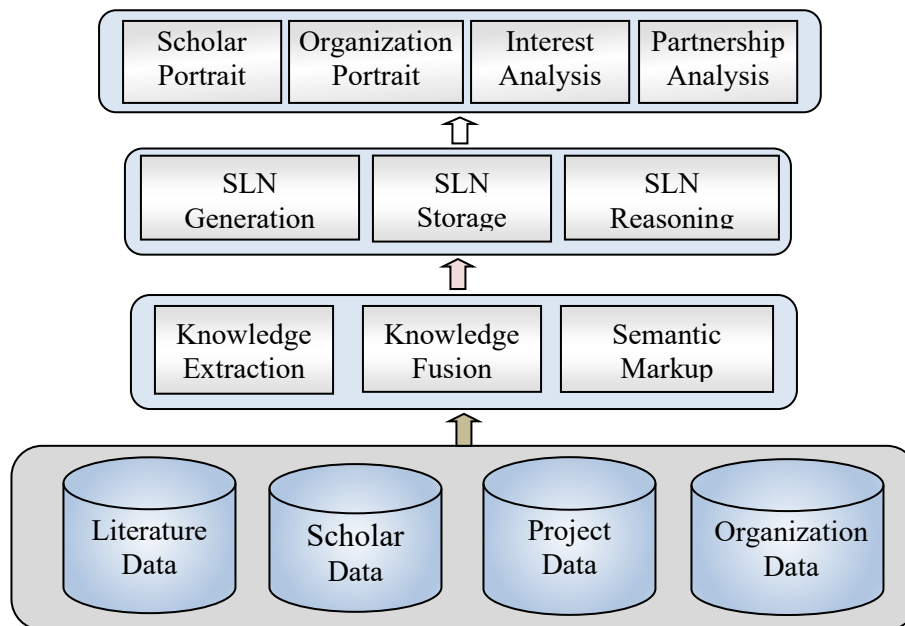 Scholar
Portrait
Organization
Portrait
Interest
Analysis
Partnership
Analysis
SLN
Generation
SLN
Storage
SLN
Reasoning
Knowledge
Extraction
Knowledge
Fusion
Semantic
Markup
Literature
Data
Scholar
Data
Project
Data
Organization
Data